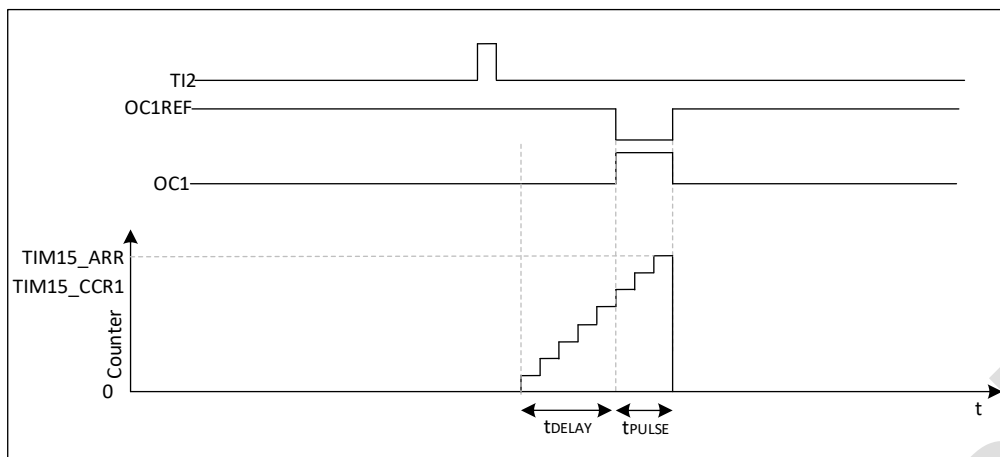 TI2
OC1REF
OC1
TIM15_ARR
TIM15_CCR1
Counter
0
t
tDELAY
tPULSE